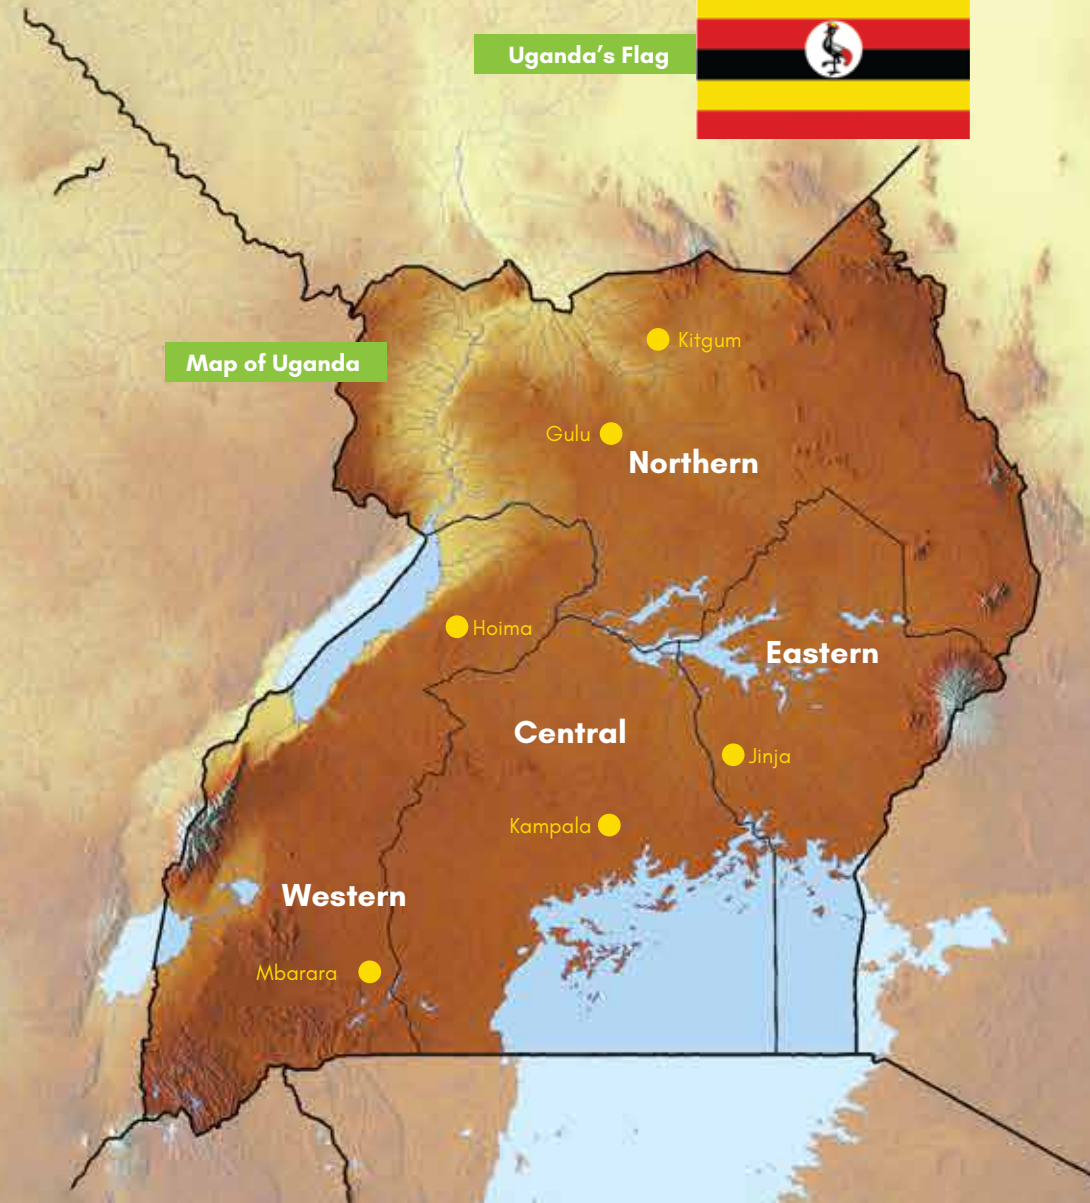 Uganda's Flag
Map of Uganda
Kitgum
Gulu
Northern
Hoima
Eastern
Central
Jinja
Kampala
Western
Mbarara